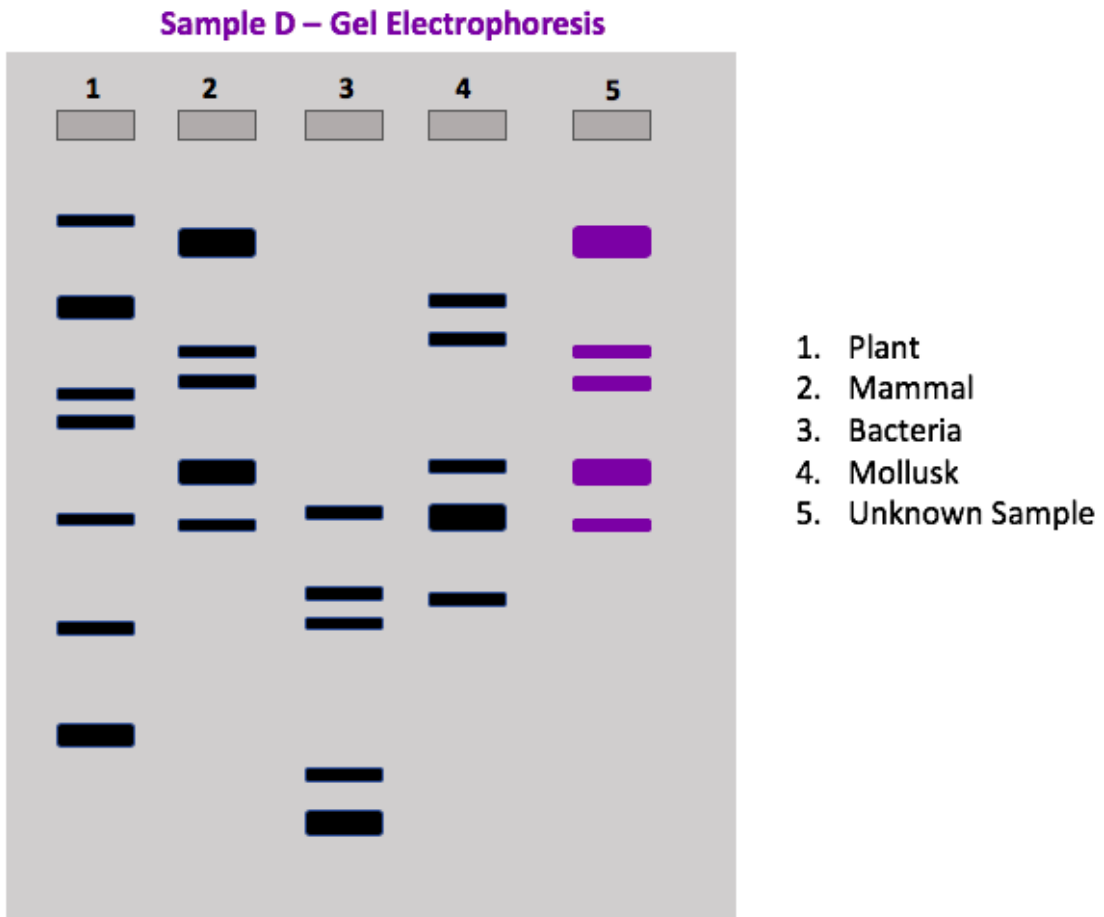 Sample D – Gel Electrophoresis
1 2 3 4 5
1. Plant
2. Mammal
3. Bacteria
4. Mollusk
5. Unknown Sample